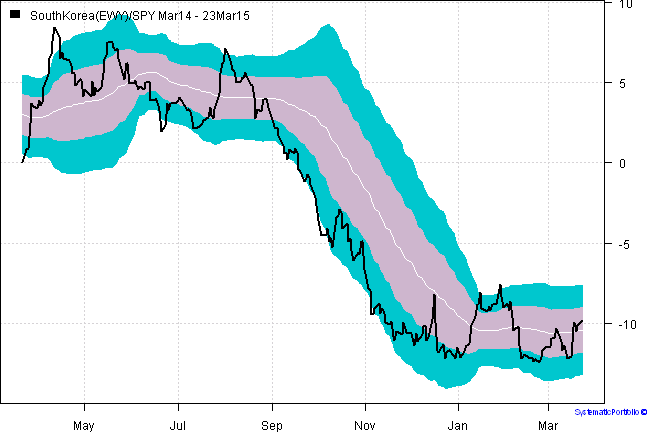 SouthKorea(EWY)/SPY Mar14 - 23Mar15
10
5
0
-5
-10
May Jul Sep Nov Jan Mar
SystematicPortfolio ©